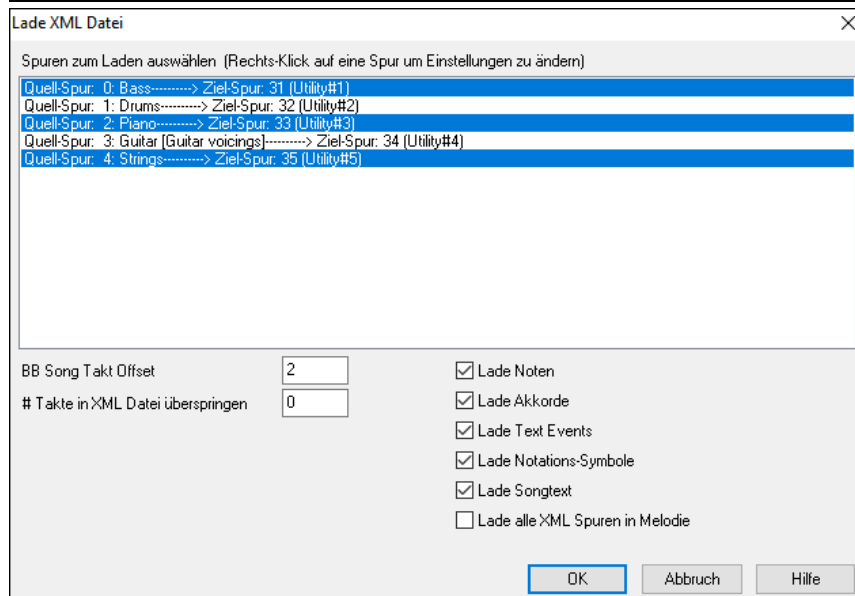 Lade XML Datei
Spuren zum Laden auswählen (Rechts-Klick auf eine Spur um Einstellungen zu ändern)
Quell-Spur: 0: Bass---------> Ziel-Spur: 31 (Utility#1)
Quell-Spur: 1: Drums---------> Ziel-Spur: 32 (Utility#2)
Quell-Spur: 2: Piano---------> Ziel-Spur: 33 (Utility#3)
Quell-Spur: 3: Guitar [Guitar voicings]---------> Ziel-Spur: 34 (Utility#4)
Quell-Spur: 4: Strings---------> Ziel-Spur: 35 (Utility#5)
BB Song Takt Offset 2
# Takte in XML Datei überspringen 0
Lade Noten
Lade Akkorde
Lade Text Events
Lade Notations-Symbole
Lade Songtext
Lade alle XML Spuren in Melodie
OK Abbruch Hilfe